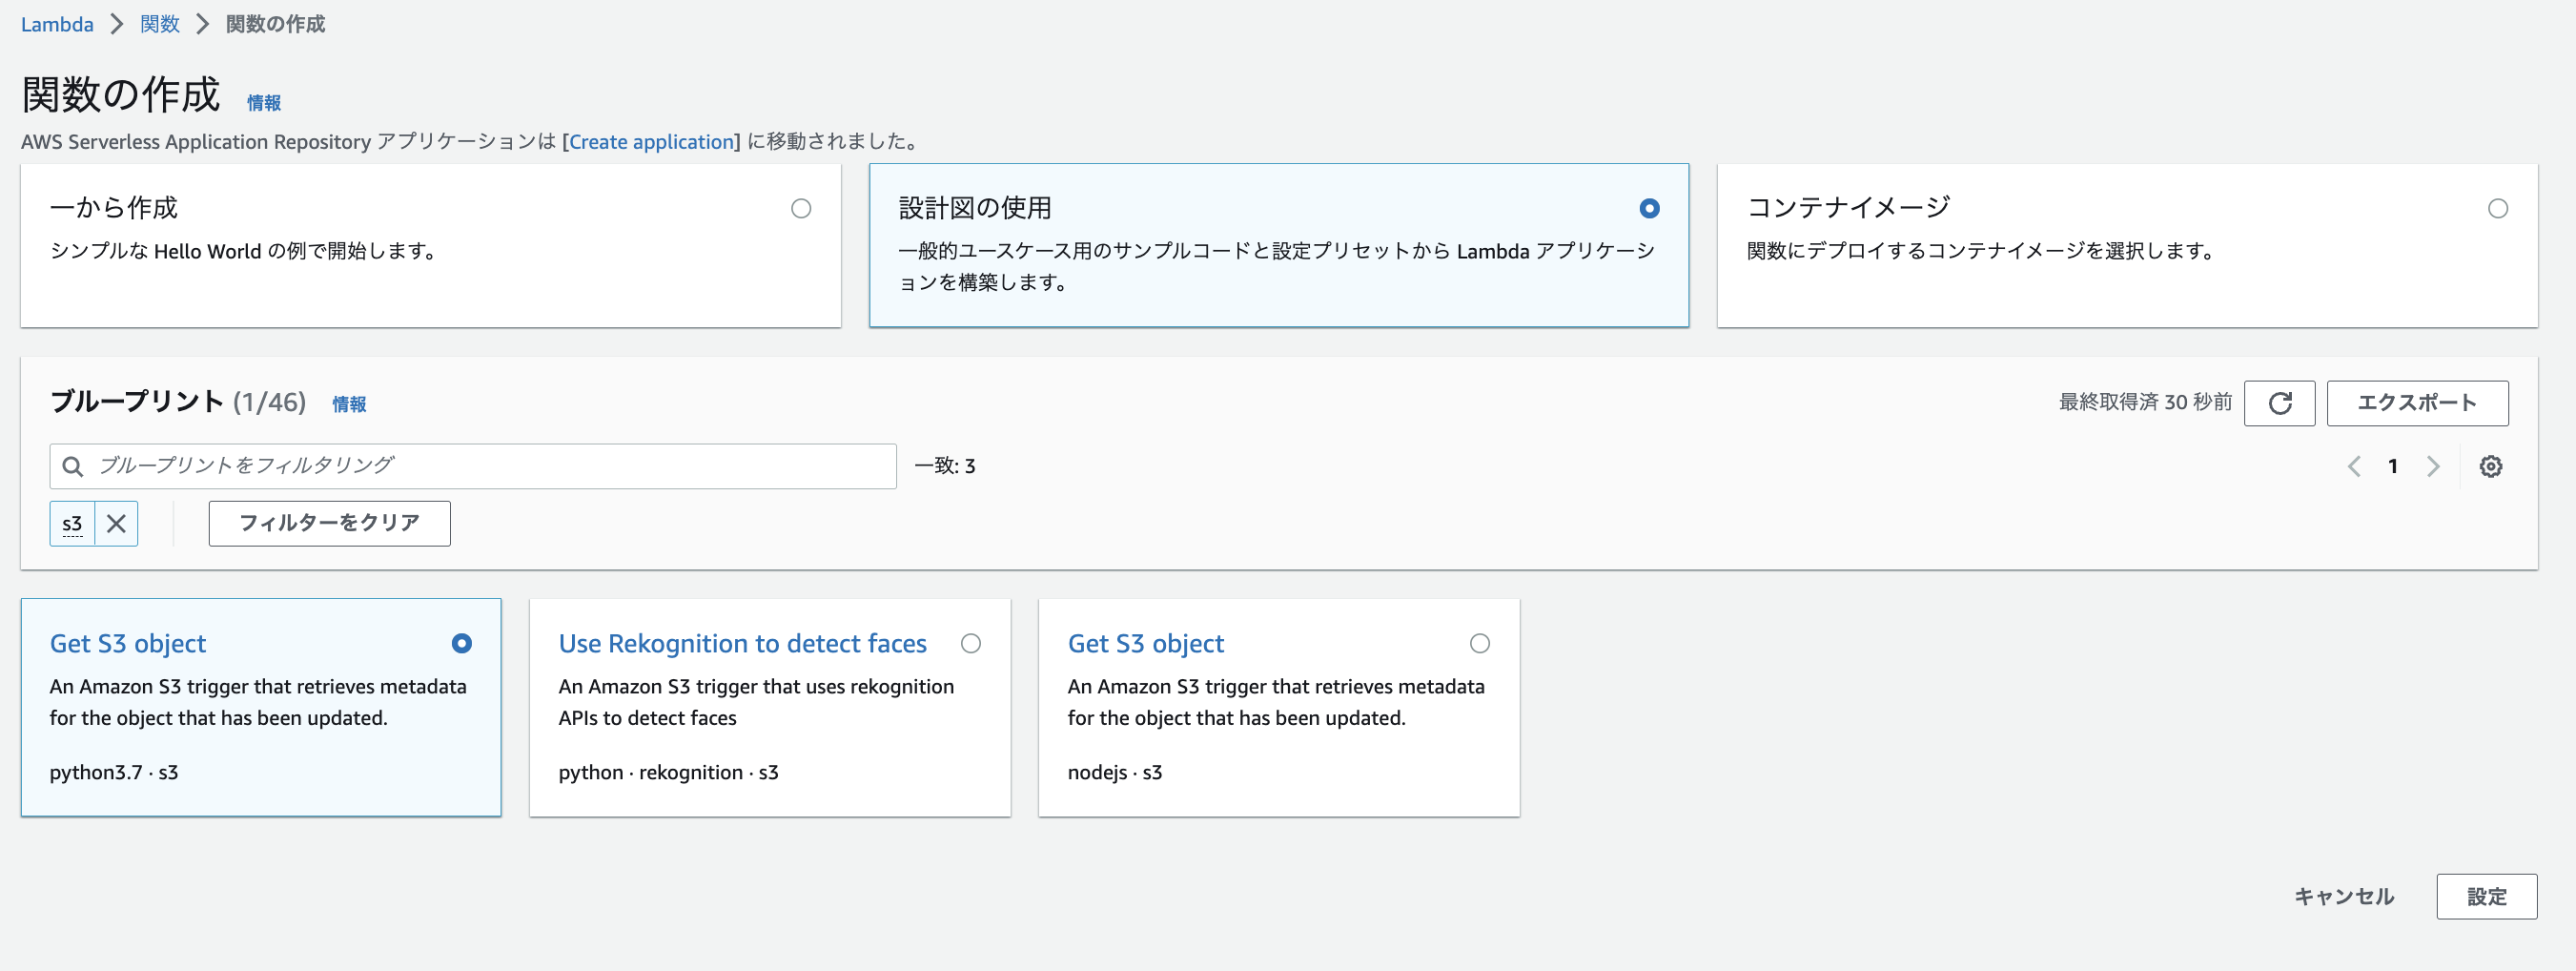 Lambda 関数 関数の作成
関数の作成 情報
AWS Serverless Application Repository アプリケーションは [Create application] に移動されました。
一から作成
シンプルな Hello World の例で開始します。
設計図の使用
一般的ユースケース用のサンプルコードと設定プリセットから Lambda アプリケーシ
ョンを構築します。
コンテナイメージ
関数にデプロイするコンテナイメージを選択します。
ブループリント (1/46) 情報
最終取得済 30 秒前 エクスポート
ブループリントをフィルタリング 一致: 3
1
s3 フィルターをクリア
Get S3 object
An Amazon S3 trigger that retrieves metadata
for the object that has been updated.
python3.7 · s3
Use Rekognition to detect faces
An Amazon S3 trigger that uses rekognition
APIs to detect faces
python · rekognition · s3
Get S3 object
An Amazon S3 trigger that retrieves metadata
for the object that has been updated.
nodejs · s3
キャンセル 設定